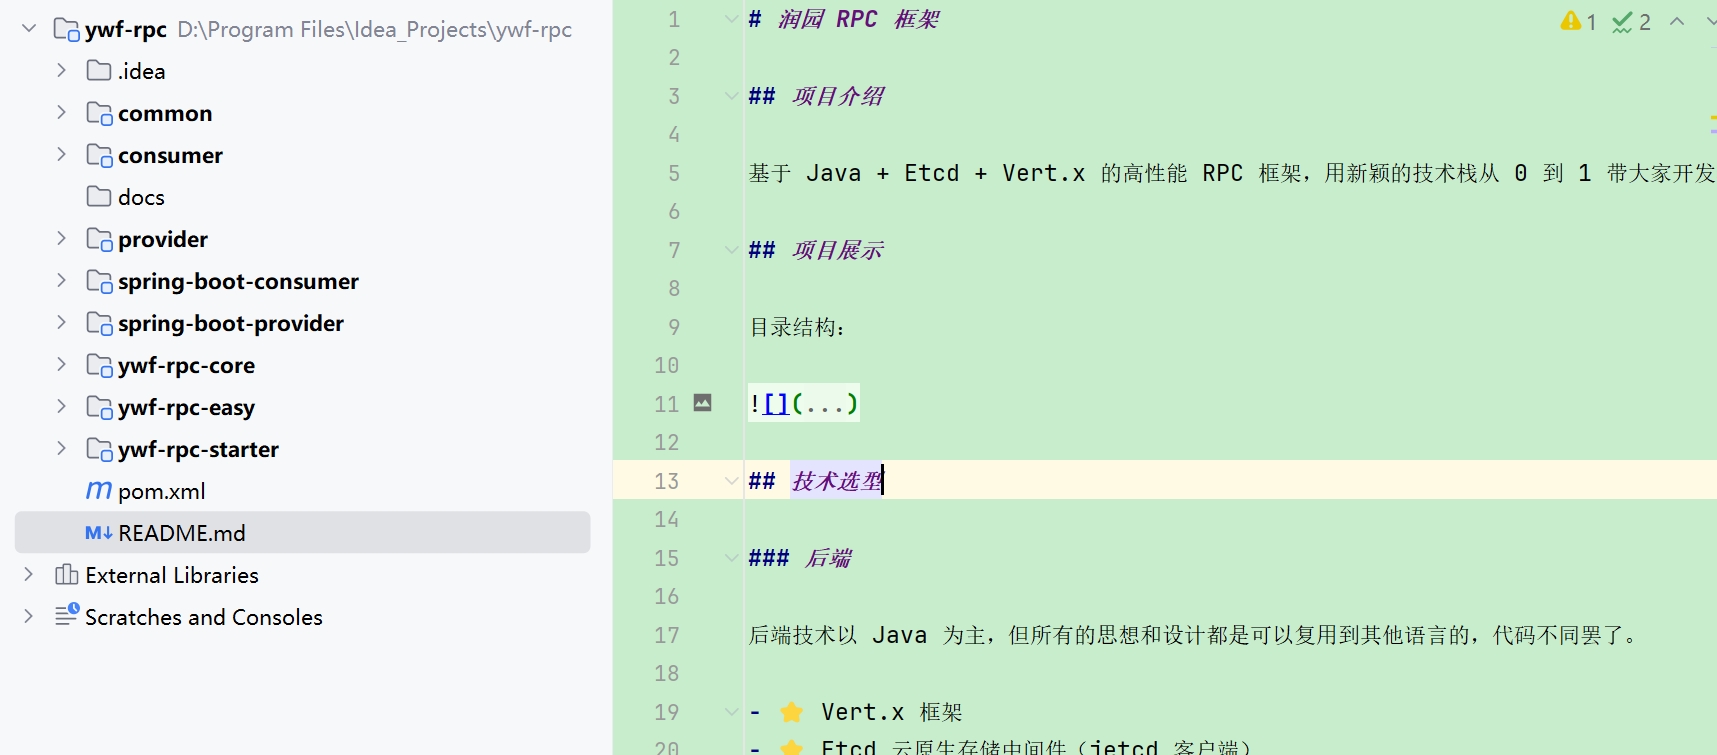 ywf-rpc D:\Program Files\Idea_Projects\ywf-rpc
.idea
common
consumer
docs
provider
spring-boot-consumer
spring-boot-provider
ywf-rpc-core
ywf-rpc-easy
ywf-rpc-starter
m pom.xml
M↓ README.md
External Libraries
Scratches and Consoles
1 # 润园 RPC 框架
1 2
2
3 ## 项目介绍
4
5 基于 Java + Etcd + Vert.x 的高性能 RPC 框架，用新颖的技术栈从 0 到 1 带大家开发
6
7 ## 项目展示
8
9 目录结构：
10
11 ![](...)
12
13 ## 技术选型
14
15 ### 后端
16
17 后端技术以 Java 为主，但所有的思想和设计都是可以复用到其他语言的，代码不同罢了。
18
19 - ⭐ Vert.x 框架
20 - ⭐ Etcd 云原生存储中间件（jetcd 客户端）